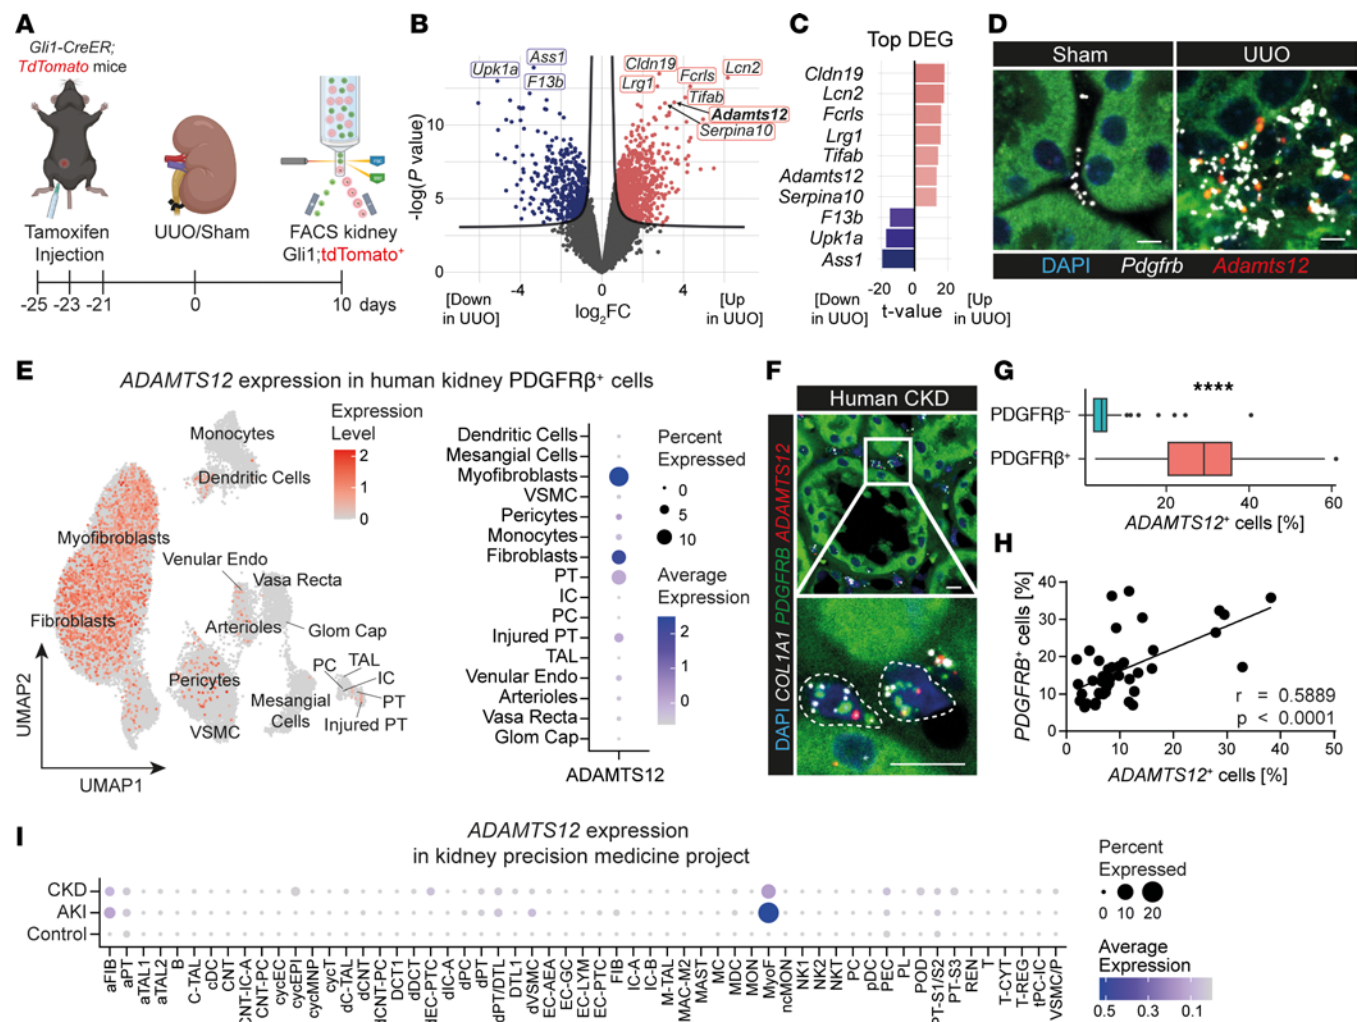 A
Gli1-CreER;
TdTomato mice
Tamoxifen
Injection
UUO/Sham
FACS kidney
Gli1;tdTomato+
-25 -23 -21 0 10 days
B
Upk1a
Ass1
F13b
Cldn19
Lrg1
Fcrls
Lcn2
Tifab
Adamts12
Serpina10
-log(P value)
10
5
0
-4 0 4
[Down
in UUO]
log2FC
[Up
in UUO]
C
Top DEG
Cldn19
Lcn2
Fcrls
Lrg1
Tifab
Adamts12
Serpina10
F13b
Upk1a
Ass1
-20 0 20
[Down
in UUO]
t-value
[Up
in UUO]
D
Sham UUO
DAPI Pdgfrb Adamts12
E
ADAMTS12 expression in human kidney PDGFRβ+ cells
Expression
Level
2
1
0
Monocytes
Dendritic Cells
Myofibroblasts
Venular Endo
Vasa Recta
Fibroblasts
Arterioles
Glom Cap
PC
TAL
IC
PT
Injured PT
Pericytes
Mesangial
Cells
VSMC
UMAP2
UMAP1
Dendritic Cells
Mesangial Cells
Myofibroblasts
VSMC
Pericytes
Monocytes
Fibroblasts
PT
IC
PC
Injured PT
TAL
Venular Endo
Arterioles
Vasa Recta
Glom Cap
ADAMTS12
Percent
Expressed
0
5
10
Average
Expression
2
1
0
F
Human CKD
DAPI COL1A1 PDGFRB ADAMTS12
G
****
PDGFRβ−
PDGFRβ+
20 40 60
ADAMTS12+ cells [%]
H
PDGFRB+ cells [%]
40
30
20
10
0
r = 0.5889
p < 0.0001
0 10 20 30 40 50
ADAMTS12+ cells [%]
I
ADAMTS12 expression
in kidney precision medicine project
CKD
AKI
Control
aFIB
aPT
aTAL1
aTAL2
B
C-TAL
cDC
CNT
CNT-IC-A
CNT-PC
cycEC
cycEPI
cycMNP
cycT
dC-TAL
dCNT
dCNT-PC
DCT1
dDCT
dEC-PTC
dIC-A
dPC
dPT
dPT/DTL
DTL1
dVSMC
EC-AEA
EC-GC
EC-LYM
EC-PTC
FIB
IC-A
IC-B
M-TAL
MAC-M2
MAST
MC
MDC
MON
MyoF
ncMON
NK1
NK2
NKT
PC
pDC
PEC
PL
POD
PT-S1/S2
PT-S3
REN
T
T-CYT
T-REG
tPC-IC
VSMC/P
Percent
Expressed
0 10 20
Average
Expression
0.5 0.3 0.1